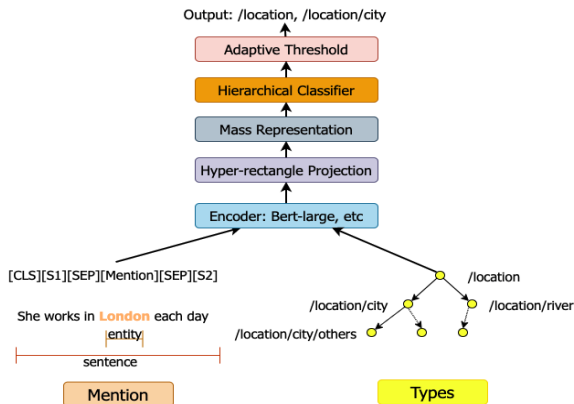 Output: /location, /location/city
Adaptive Threshold
Hierarchical Classifier
Mass Representation
Hyper-rectangle Projection
Encoder: Bert-large, etc
[CLS][S1][SEP][Mention][SEP][S2]
She works in London each day
entity
sentence
Mention
/location
/location/city
/location/river
/location/city/others
Types